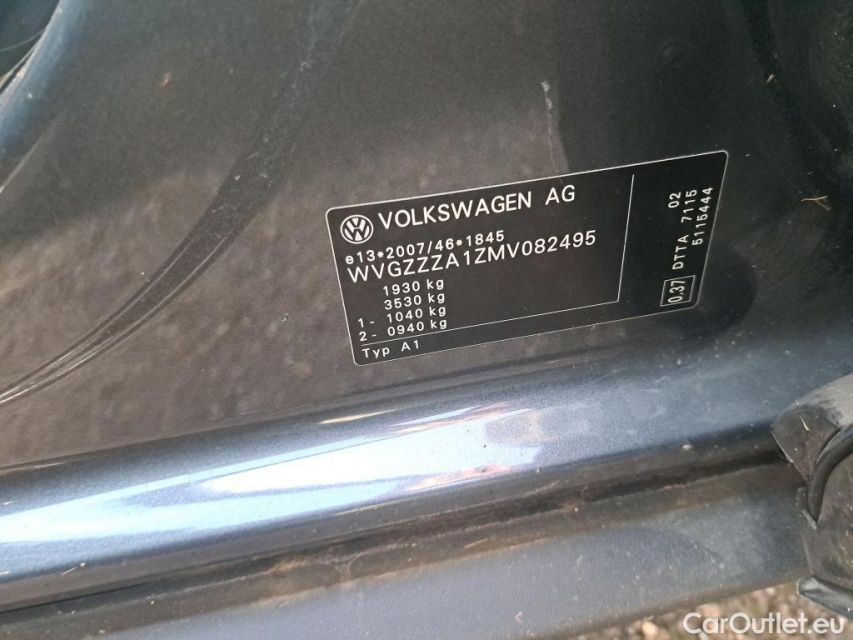 VOLKSWAGEN AG
e13*2007/46*1845
WVGZZZA1ZMV082495
1930 kg
3530 kg
1 - 1040 kg
2 - 0940 kg
Typ A1
0.37 DTTA 7115 02
5115444
CarOutlet.eu